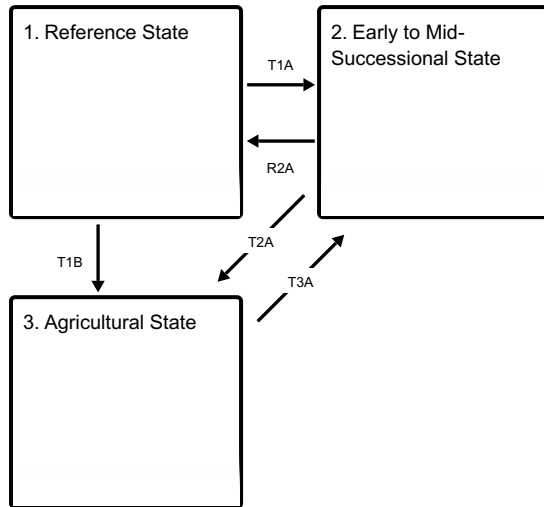 1. Reference State
2. Early to Mid-
Successional State
T1A
R2A
T1B
T2A
T3A
3. Agricultural State